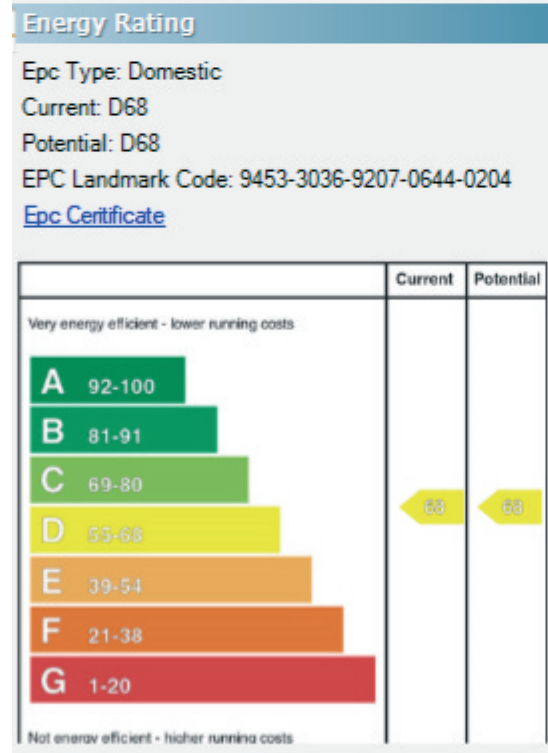 Energy Rating
Epc Type: Domestic
Current: D68
Potential: D68
EPC Landmark Code: 9453-3036-9207-0644-0204
Epc Ceritificate
Current Potential
Very energy efficient - lower running costs
A 92-100
B 81-91
C 69-80
68 68
D 55-68
E 39-54
F 21-38
G 1-20
Not energy efficient - higher running costs